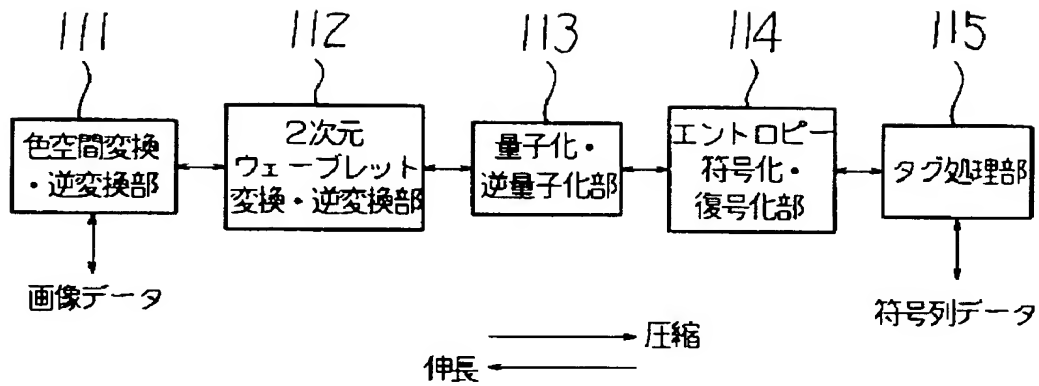 111
112
113
114
115
色空間変換
・逆変換部
2次元
ウェーブレット
変換・逆変換部
量子化・
逆量子化部
エントロピー
符号化・
復号化部
タグ処理部
画像データ
符号列データ
圧縮
伸長